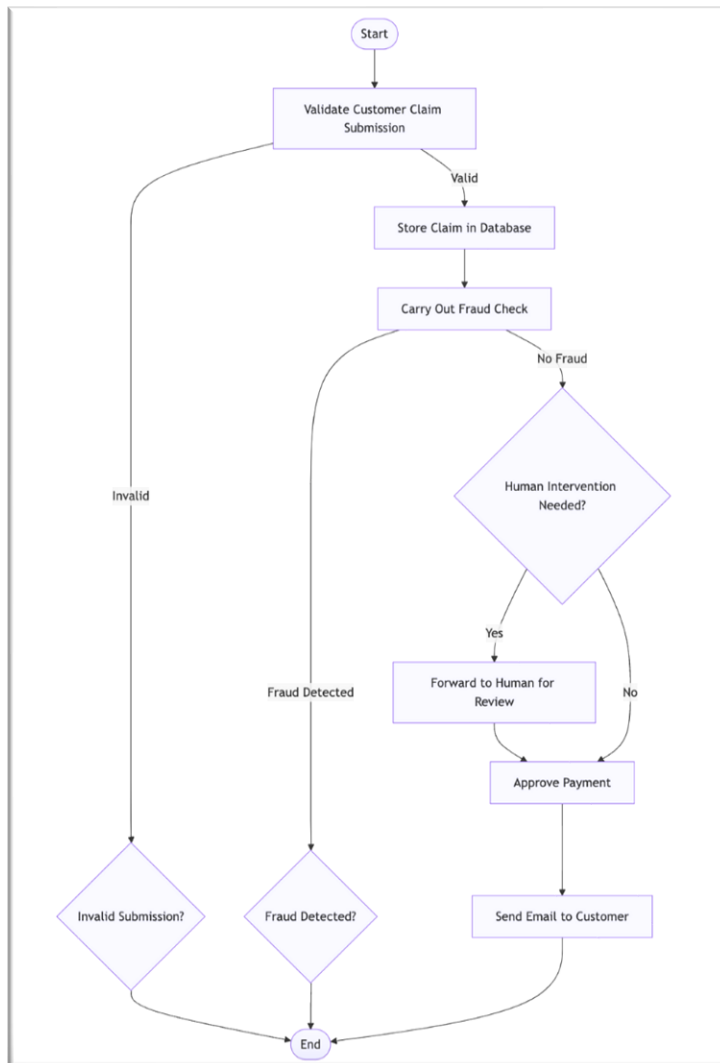 Start
Validate Customer Claim
Submission
Valid
Store Claim in Database
Carry Out Fraud Check
No Fraud
Human Intervention
Needed?
Invalid
Yes
Forward to Human for
Review
Fraud Detected
No
Approve Payment
Invalid Submission?
Fraud Detected?
Send Email to Customer
End